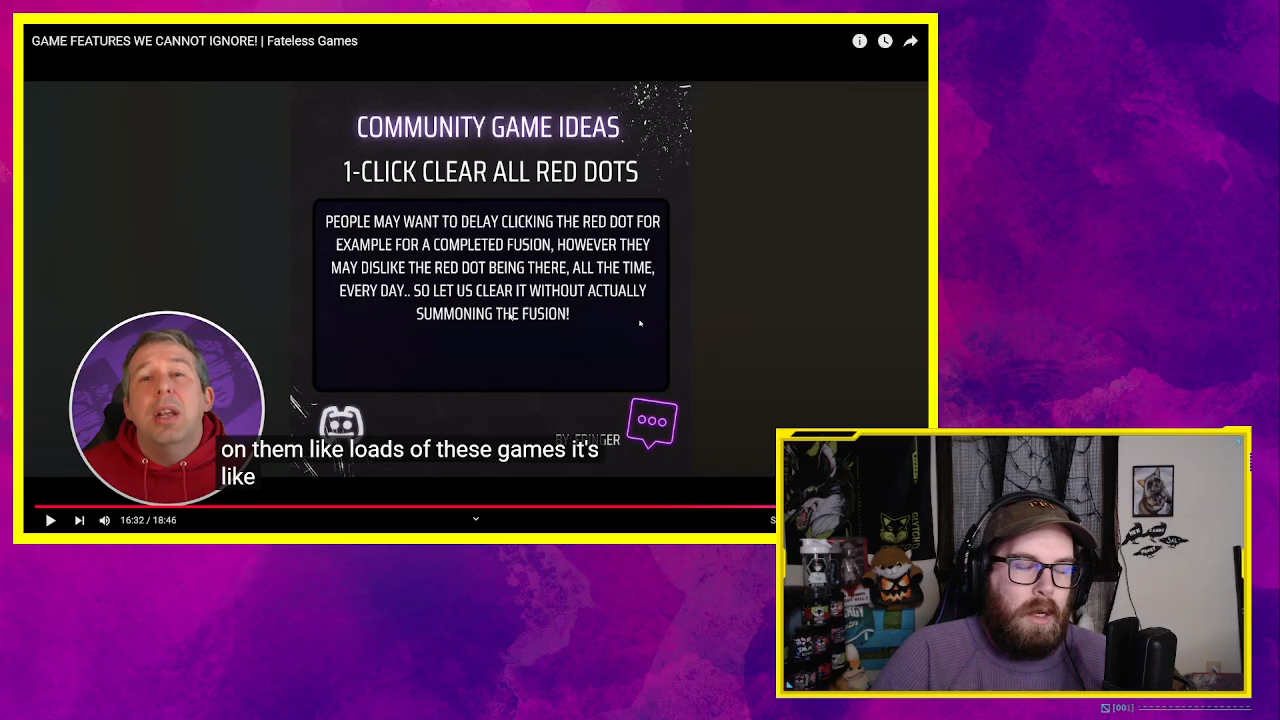 GAME FEATURES WE CANNOT IGNORE! | Fateless Games
COMMUNITY GAME IDEAS
1-CLICK CLEAR ALL RED DOTS
PEOPLE MAY WANT TO DELAY CLICKING THE RED DOT FOR
EXAMPLE FOR A COMPLETED FUSION, HOWEVER THEY
MAY DISLIKE THE RED DOT BEING THERE, ALL THE TIME,
EVERY DAY.. SO LET US CLEAR IT WITHOUT ACTUALLY
SUMMONING THE FUSION!
on them like loads of these games it's
like
16:32 / 18:46
[001]